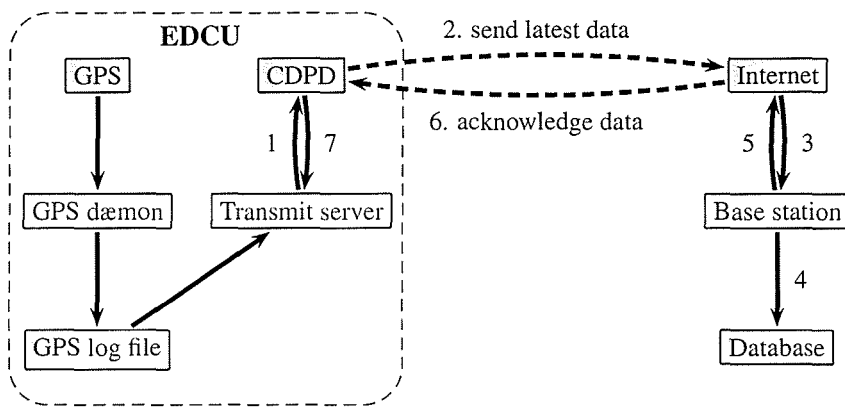 EDCU
2. send latest data
GPS
CDPD
Internet
6. acknowledge data
1
7
5
3
GPS dæmon
Transmit server
Base station
4
GPS log file
Database